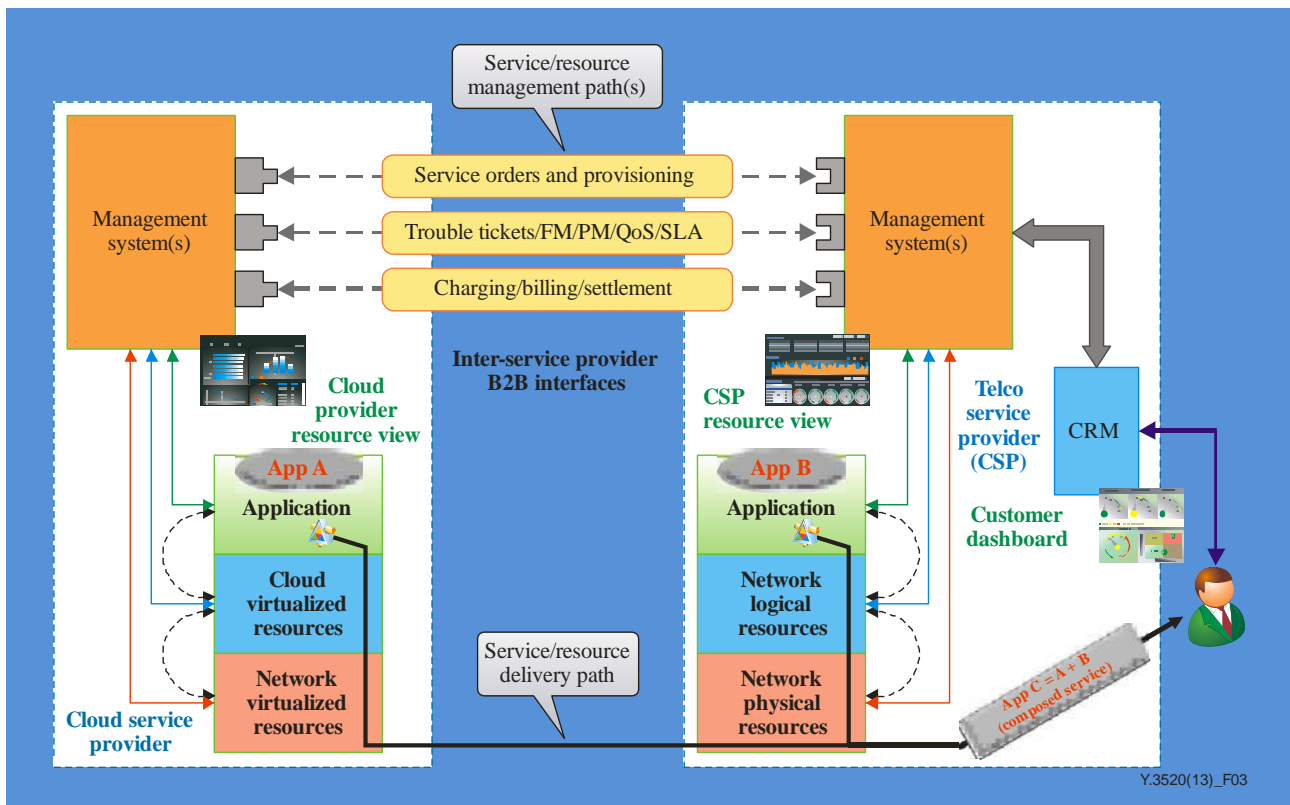 Service/resource
management path(s)
Management
system(s)
Service orders and provisioning
Trouble tickets/FM/PM/QoS/SLA
Charging/billing/settlement
Management
system(s)
Inter-service provider
B2B interfaces
Cloud
provider
resource view
CSP
resource view
Telco
service
provider
(CSP)
CRM
Customer
dashboard
App A
Application
Cloud
virtualized
resources
Network
virtualized
resources
Cloud service
provider
App B
Application
Network
logical
resources
Network
physical
resources
Service/resource
delivery path
App C = A + B
(composed service)
Y.3520(13)_F03